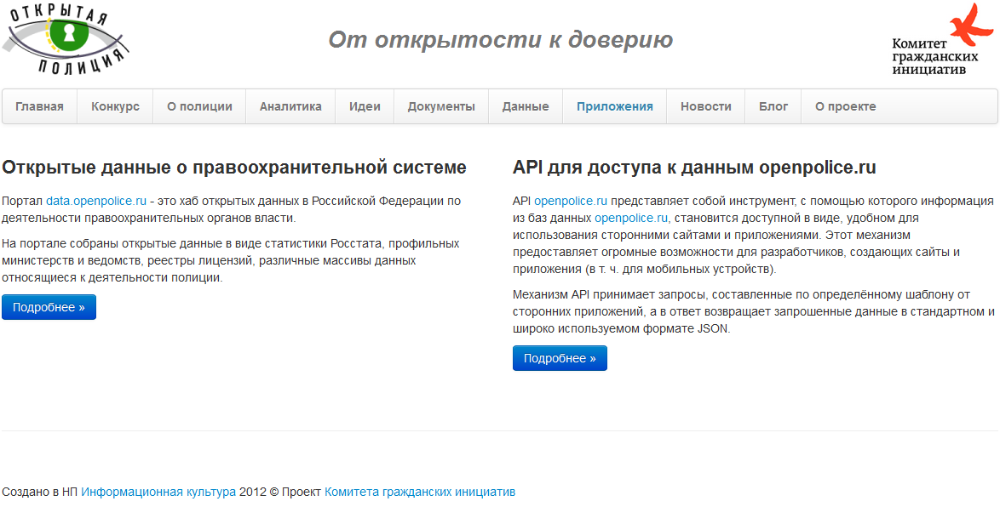 ОТКРЫТАЯ
ПОЛИЦИЯ
От открытости к доверию
Комитет
гражданских
инициатив
Главная Конкурс О полиции Аналитика Идеи Документы Данные Приложения Новости Блог О проекте
Открытые данные о правоохранительной системе
Портал data.openpolice.ru - это хаб открытых данных в Российской Федерации по
деятельности правоохранительных органов власти.
На портале собраны открытые данные в виде статистики Росстата, профильных
министерств и ведомств, реестры лицензий, различные массивы данных
относящиеся к деятельности полиции.
Подробнее »
API для доступа к данным openpolice.ru
API openpolice.ru представляет собой инструмент, с помощью которого информация
из баз данных openpolice.ru, становится доступной в виде, удобном для
использования сторонними сайтами и приложениями. Этот механизм
предоставляет огромные возможности для разработчиков, создающих сайты и
приложения (в т. ч. для мобильных устройств).
Механизм API принимает запросы, составленные по определённому шаблону от
сторонних приложений, а в ответ возвращает запрошенные данные в стандартном и
широко используемом формате JSON.
Подробнее »
Создано в НП Информационная культура 2012 © Проект Комитета гражданских инициатив